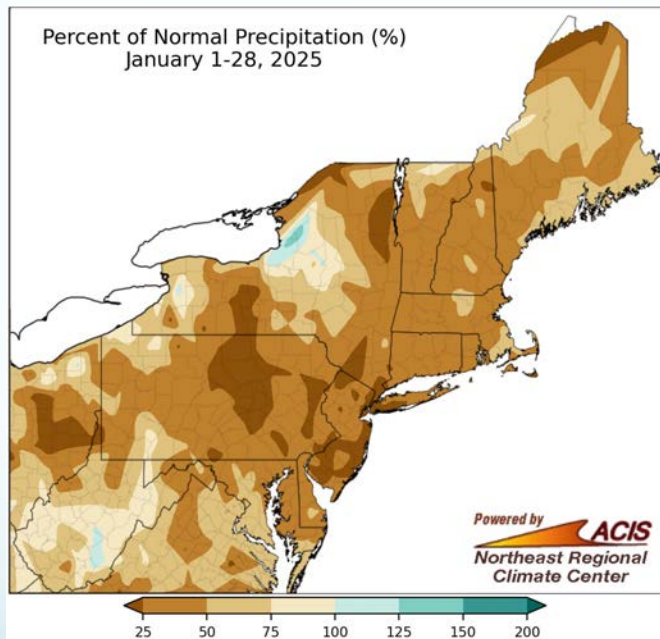 Percent of Normal Precipitation (%)
January 1-28, 2025
Powered by
ACIS
Northeast Regional
Climate Center
25 50 75 100 125 150 200